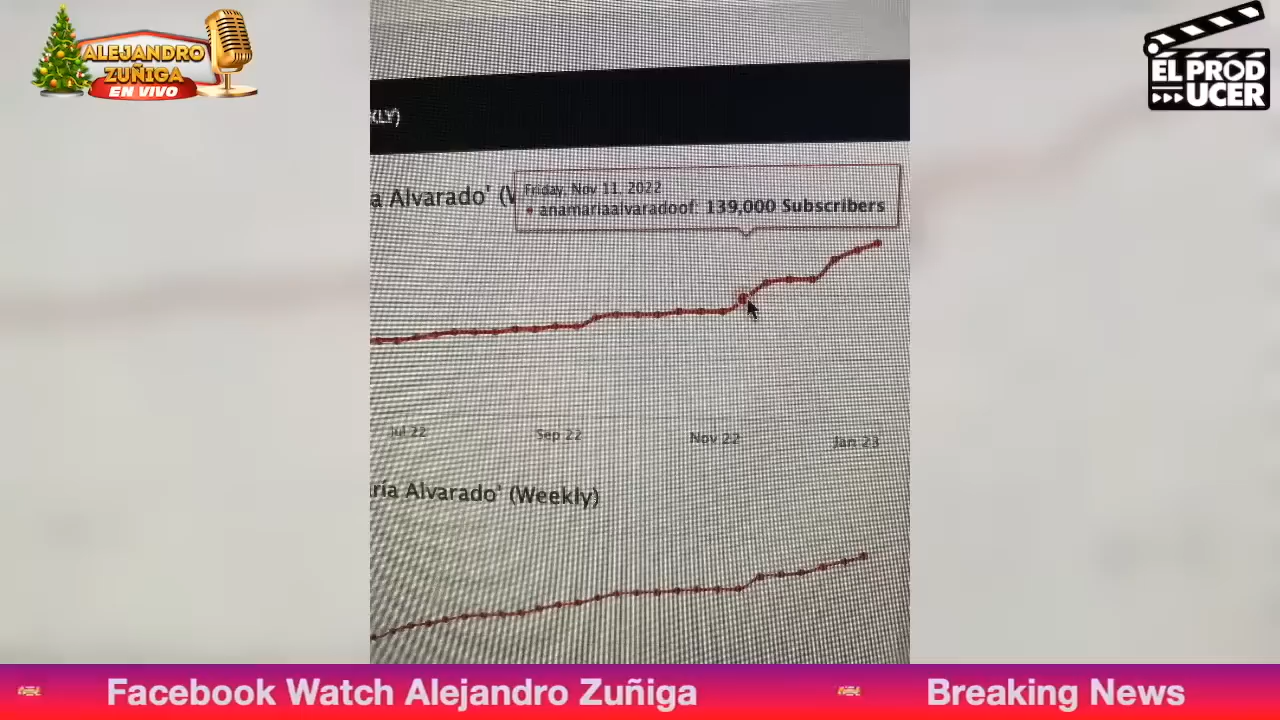 ALEJANDRO
ZUÑIGA
EN VIVO
EL PROD
UCER
KLY)
a Alvarado' (W
Friday, Nov 11, 2022
anamariaalvaradoof: 139,000 Subscribers
Jul 22
Sep 22
Nov 22
Jan 23
ría Alvarado' (Weekly)
Facebook Watch Alejandro Zuñiga
Breaking News